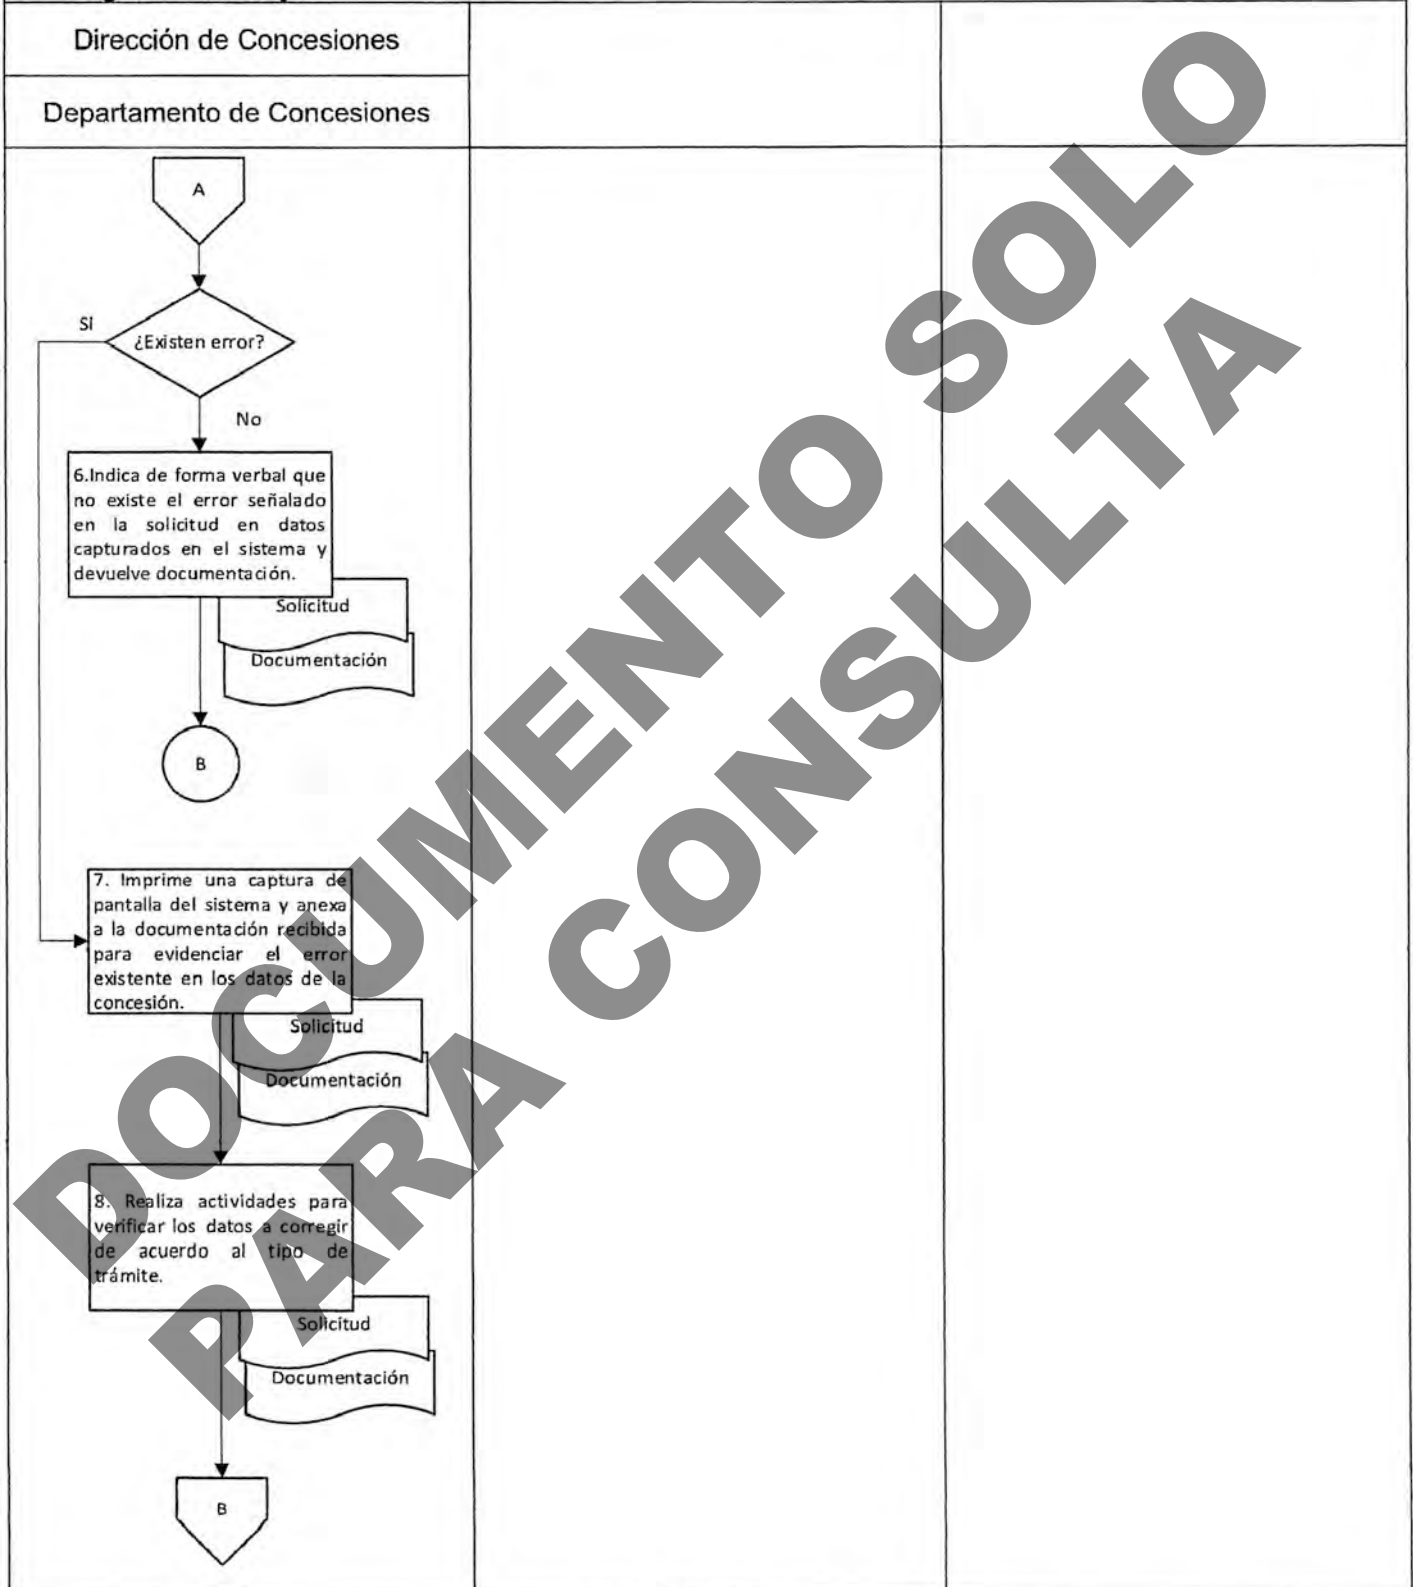 Dirección de Concesiones
Departamento de Concesiones
A
¿Existen error?
Si
No
6.Indica de forma verbal que
no existe el error señalado
en la solicitud en datos
capturados en el sistema y
devuelve documentación.
Solicitud
Documentación
B
7. Imprime una captura de
pantalla del sistema y anexa
a la documentación recibida
para evidenciar el error
existente en los datos de la
concesión.
Solicitud
Documentación
8. Realiza actividades para
verificar los datos a corregir
de acuerdo al tipo de
trámite.
Solicitud
Documentación
B
DOCUMENTO SOLO
PARA CONSULTA